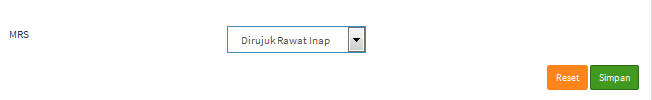 MRS
Dirujuk Rawat Inap
Reset
Simpan